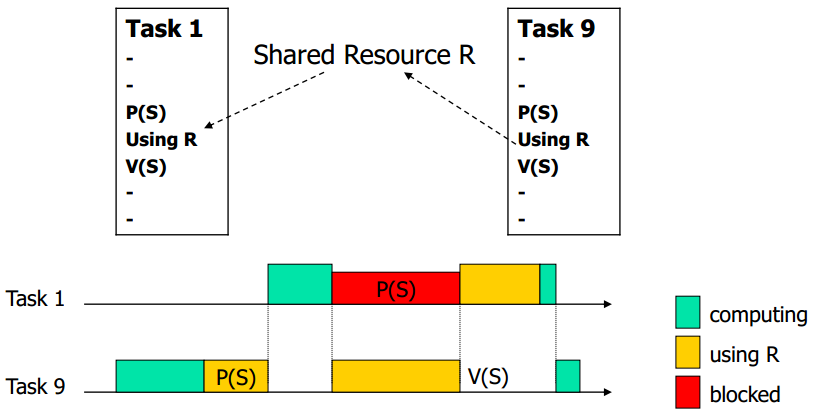 Task 1
-
-
P(S)
Using R
V(S)
-
-
Shared Resource R
Task 9
-
-
P(S)
Using R
V(S)
-
-
Task 1
P(S)
Task 9
P(S)
V(S)
computing
using R
blocked